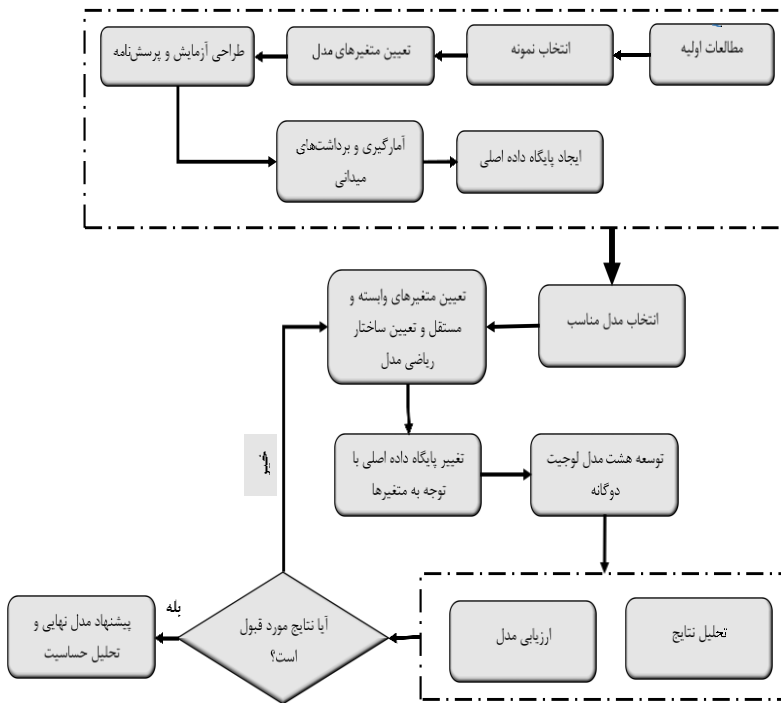 مطالعات اولیه
انتخاب نمونه
تعیین متغیرهای مدل
طراحی آزمایش و پرسش‌نامه
آمارگیری و برداشت‌های
میدانی
ایجاد پایگاه داده اصلی
انتخاب مدل مناسب
تعیین متغیرهای وابسته و
مستقل و تعیین ساختار
ریاضی مدل
تغییر پایگاه داده اصلی با
توجه به متغیرها
توسعه هشت مدل لوجیت
دوگانه
تحلیل نتایج
ارزیابی مدل
آیا نتایج مورد قبول
است؟
خیر
بله
پیشنهاد مدل نهایی و
تحلیل حساسیت